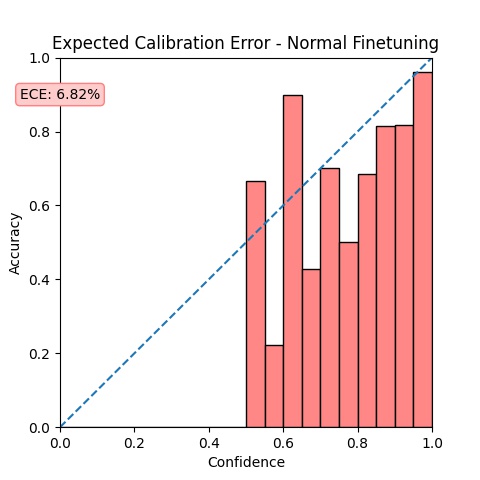 Expected Calibration Error - Normal Finetuning
ECE: 6.82%
1.0
0.8
0.6
0.4
0.2
0.0
Accuracy
0.0 0.2 0.4 0.6 0.8 1.0
Confidence